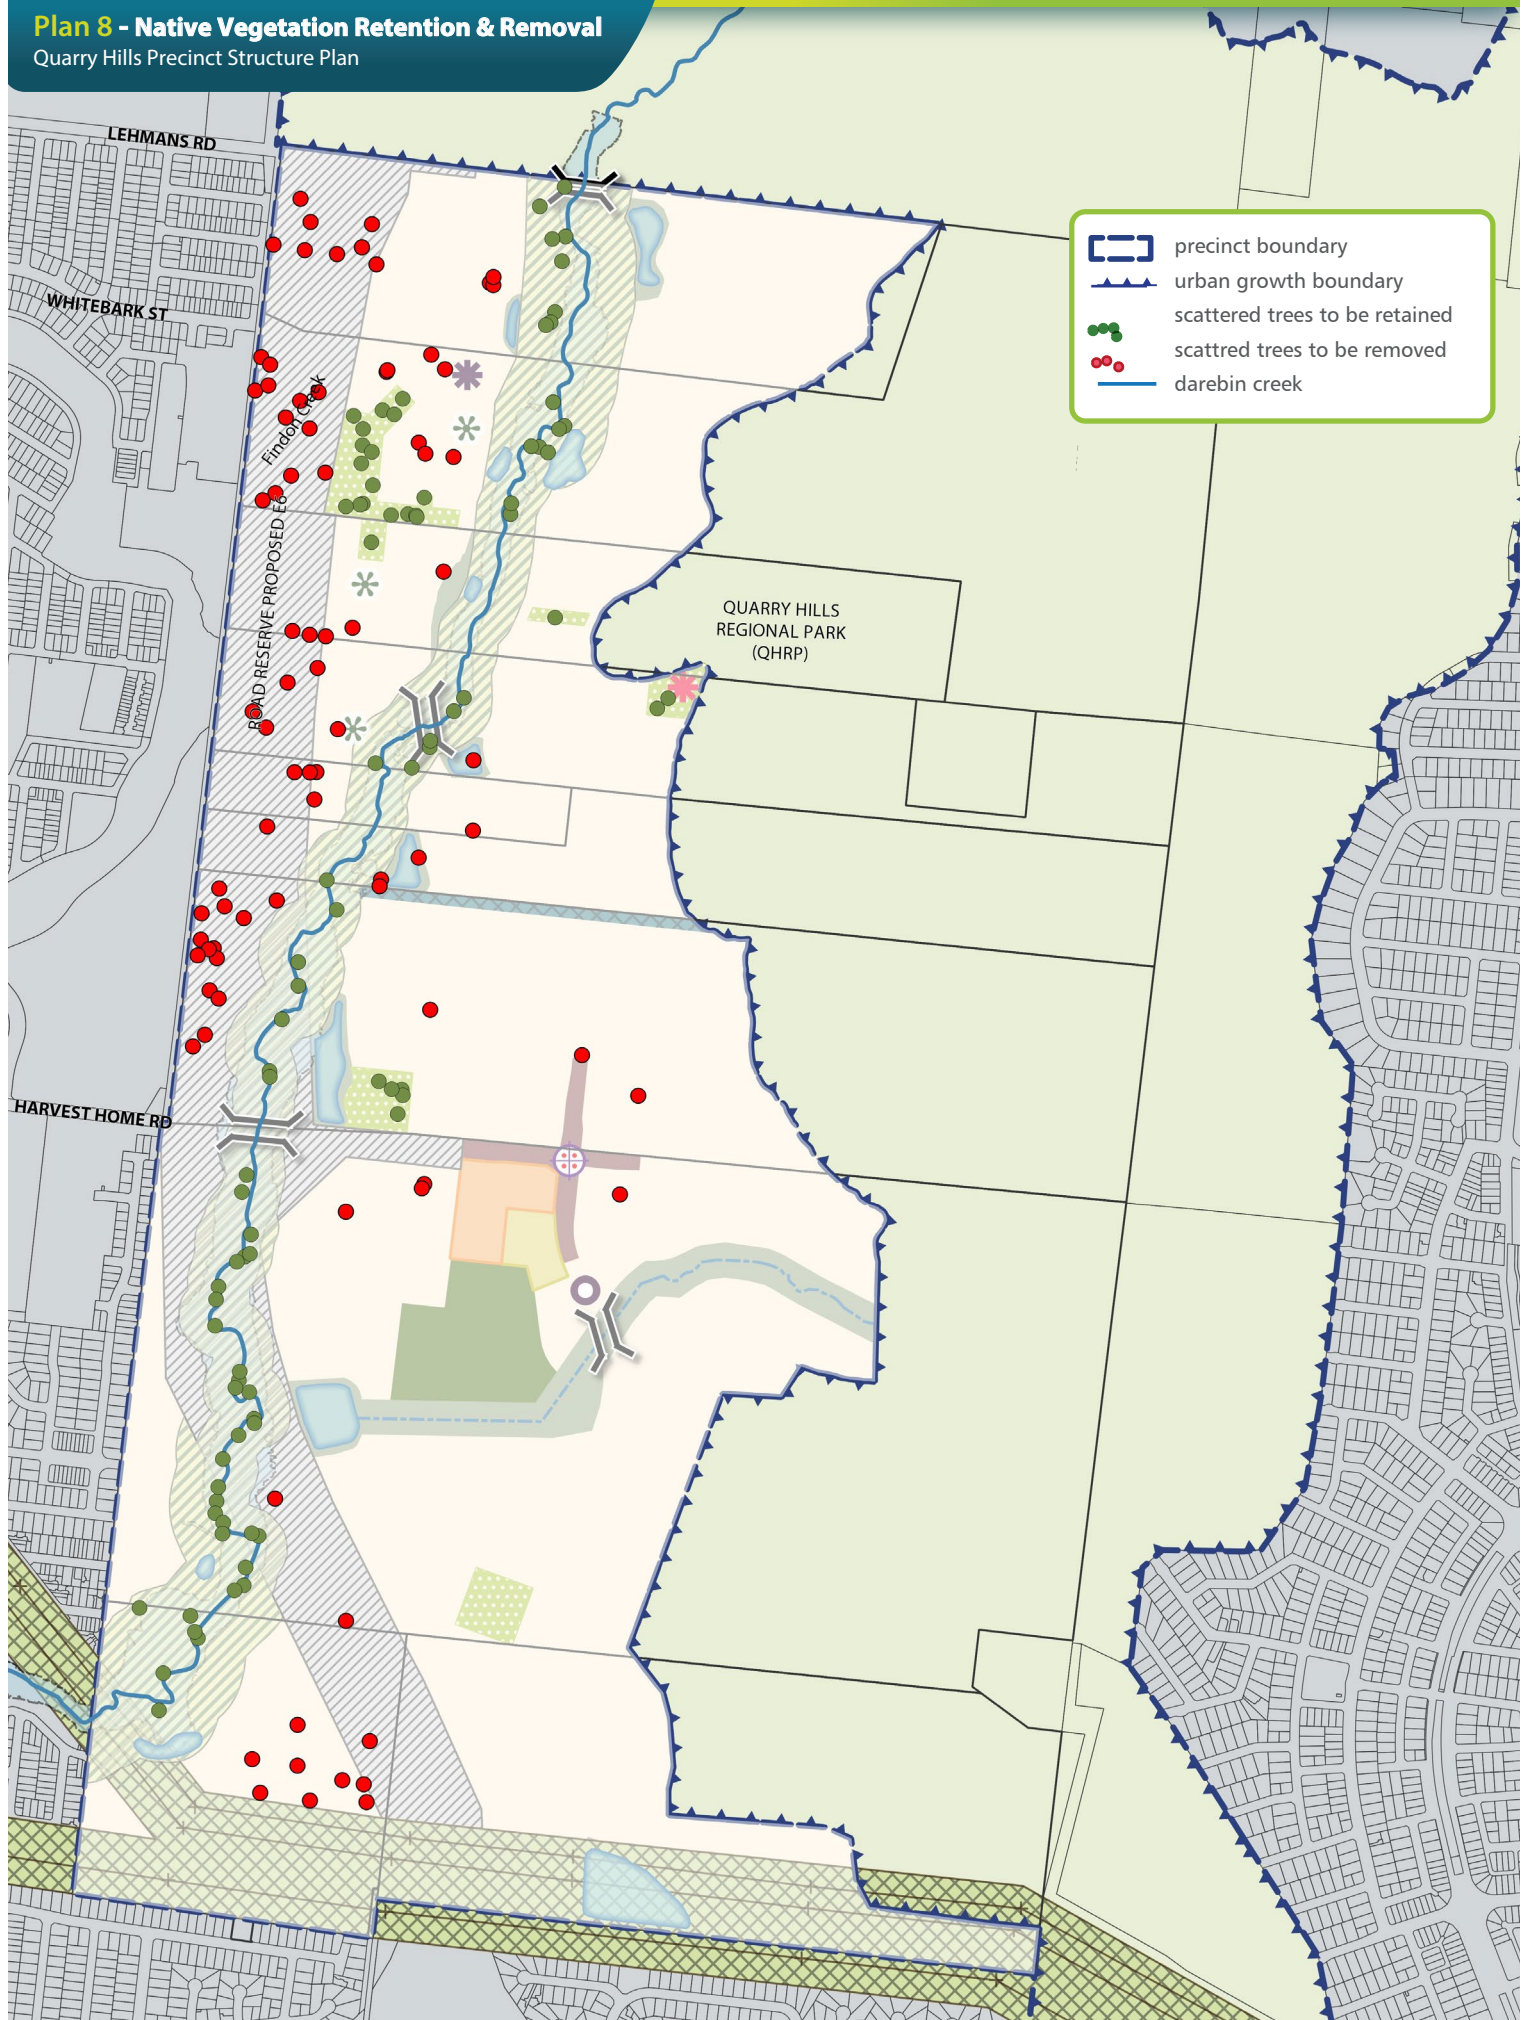 Plan 8 - Native Vegetation Retention & Removal
Quarry Hills Precinct Structure Plan
LEHMANS RD
WHITEBARK ST
Findon Creek
ROAD RESERVE PROPOSED E6
HARVEST HOME RD
QUARRY HILLS
REGIONAL PARK
(QHRP)
precinct boundary
urban growth boundary
scattered trees to be retained
scattred trees to be removed
darebin creek